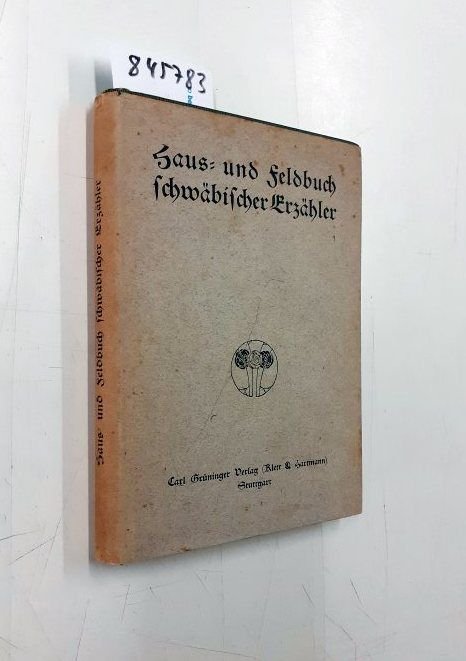 845783
Haus- und Feldbuch
schwäbischer Erzähler
Carl Grüninger Verlag (Klett & Hartmann)
Stuttgart
Haus- und Feldbuch schwäbischer Erzähler